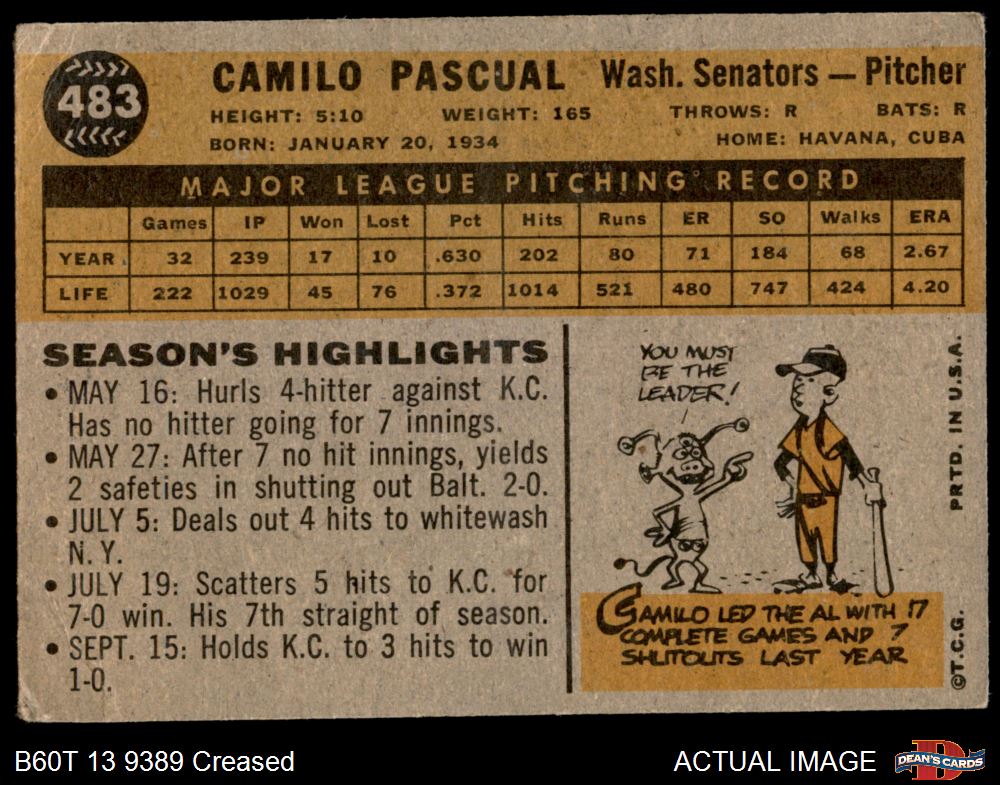 483
CAMILO PASCUAL Wash. Senators — Pitcher
HEIGHT: 5:10 WEIGHT: 165 THROWS: R BATS: R
BORN: JANUARY 20, 1934 HOME: HAVANA, CUBA
MAJOR LEAGUE PITCHING RECORD
Games IP Won Lost Pct Hits Runs ER SO Walks ERA
YEAR 32 239 17 10 .630 202 80 71 184 68 2.67
LIFE 222 1029 45 76 .372 1014 521 480 747 424 4.20
SEASON'S HIGHLIGHTS
• MAY 16: Hurls 4-hitter against K.C.
Has no hitter going for 7 innings.
• MAY 27: After 7 no hit innings, yields
2 safeties in shutting out Balt. 2-0.
• JULY 5: Deals out 4 hits to whitewash
N. Y.
• JULY 19: Scatters 5 hits to K.C. for
7-0 win. His 7th straight of season.
• SEPT. 15: Holds K.C. to 3 hits to win
1-0.
YOU MUST
BE THE
LEADER!
CAMILO LED THE AL WITH 17
COMPLETE GAMES AND 7
SHUTOUTS LAST YEAR
©T.C.G. PRTD. IN U.S.A.
B60T 13 9389 Creased ACTUAL IMAGE
D
DEAN'S CARDS